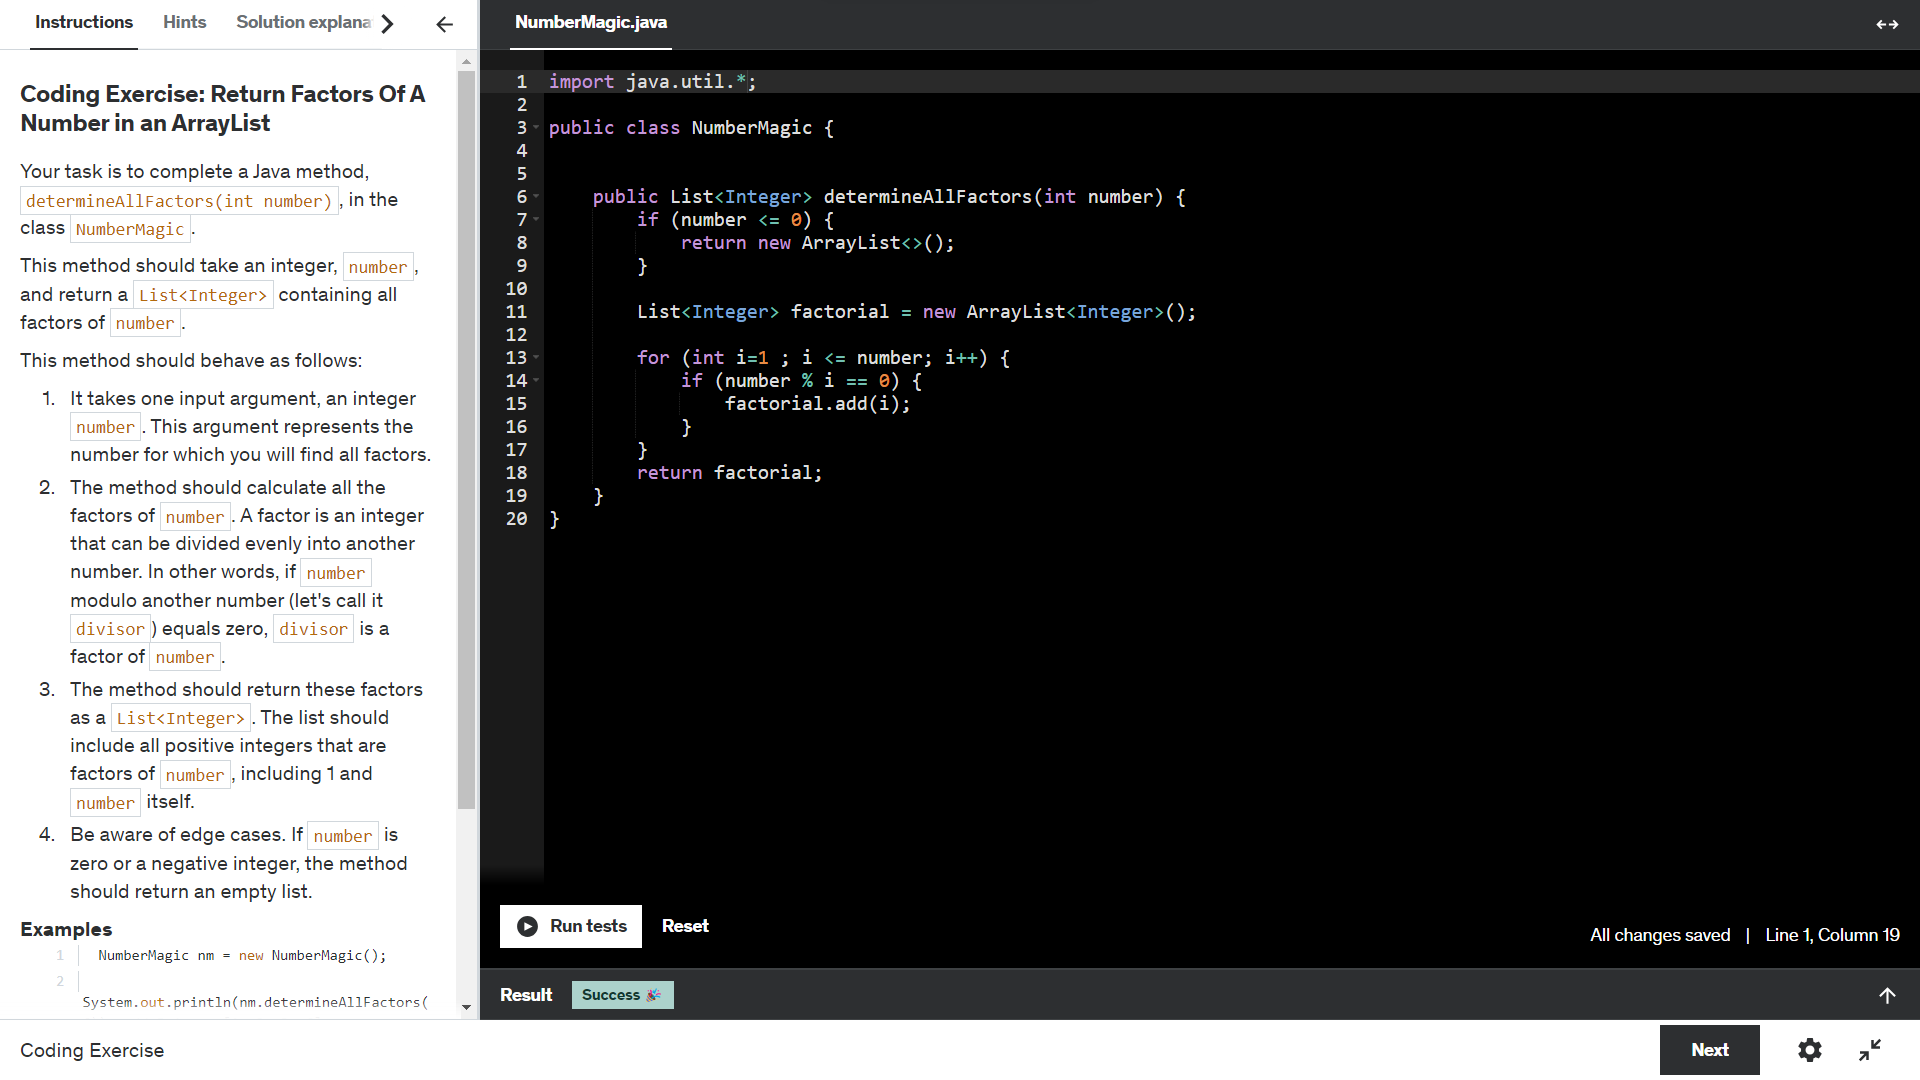 Instructions
Hints
Solution explana
Coding Exercise: Return Factors Of A
Number in an ArrayList
Your task is to complete a Java method,
determineAllFactors(int number) , in the
class NumberMagic .
This method should take an integer, number ,
and return a List<Integer> containing all
factors of number .
This method should behave as follows:
1. It takes one input argument, an integer
number . This argument represents the
number for which you will find all factors.
2. The method should calculate all the
factors of number . A factor is an integer
that can be divided evenly into another
number. In other words, if number
modulo another number (let's call it
divisor ) equals zero, divisor is a
factor of number .
3. The method should return these factors
as a List<Integer> . The list should
include all positive integers that are
factors of number , including 1 and
number itself.
4. Be aware of edge cases. If number is
zero or a negative integer, the method
should return an empty list.
Examples
1 NumberMagic nm = new NumberMagic();
2
System.out.println(nm.determineAllFactors(
NumberMagic.java
1 import java.util.*;
2
3 public class NumberMagic {
4
5
6 public List<Integer> determineAllFactors(int number) {
7 if (number <= 0) {
8 return new ArrayList<>();
9 }
10
11 List<Integer> factorial = new ArrayList<Integer>();
12
13 for (int i=1 ; i <= number; i++) {
14 if (number % i == 0) {
15 factorial.add(i);
16 }
17 }
18 return factorial;
19 }
20 }
Run tests
Reset
All changes saved | Line 1, Column 19
Result
Success 🎉
Coding Exercise
Next